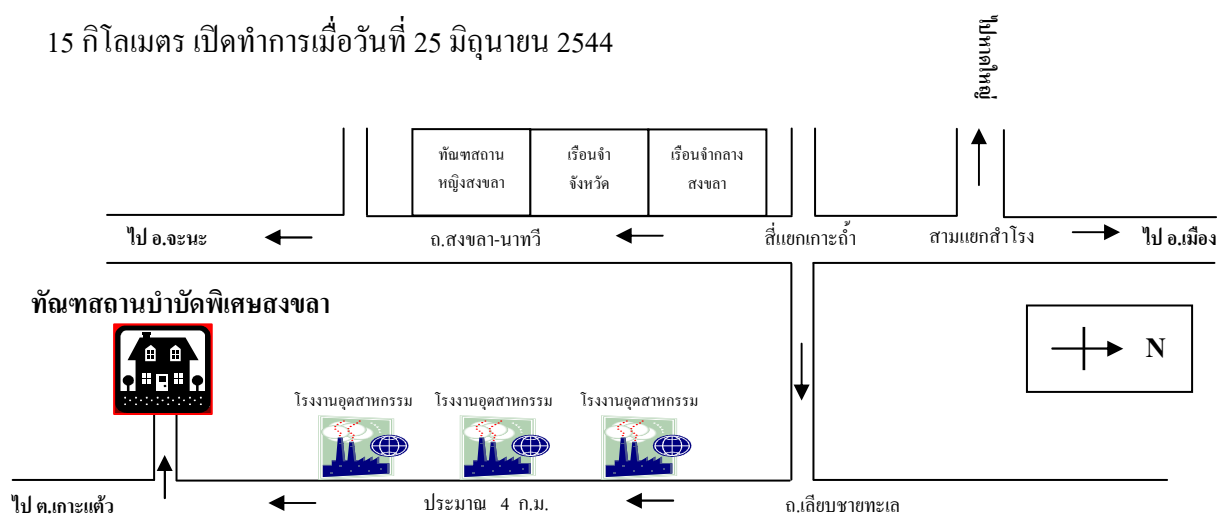 15 กิโลเมตร เปิดทำการเมื่อวันที่ 25 มิถุนายน 2544
ไปหาดใหญ่
ทัณฑสถาน
หญิงสงขลา
เรือนจำ
จังหวัด
เรือนจำกลาง
สงขลา
ไป อ.จะนะ
ถ.สงขลา-นาทวี
สี่แยกเกาะถ้ำ
สามแยกสำโรง
ไป อ.เมือง
ทัณฑสถานบำบัดพิเศษสงขลา
N
โรงงานอุตสาหกรรม
โรงงานอุตสาหกรรม
โรงงานอุตสาหกรรม
ไป ต.เกาะแต้ว
ประมาณ 4 ก.ม.
ถ.เลียบชายทะเล